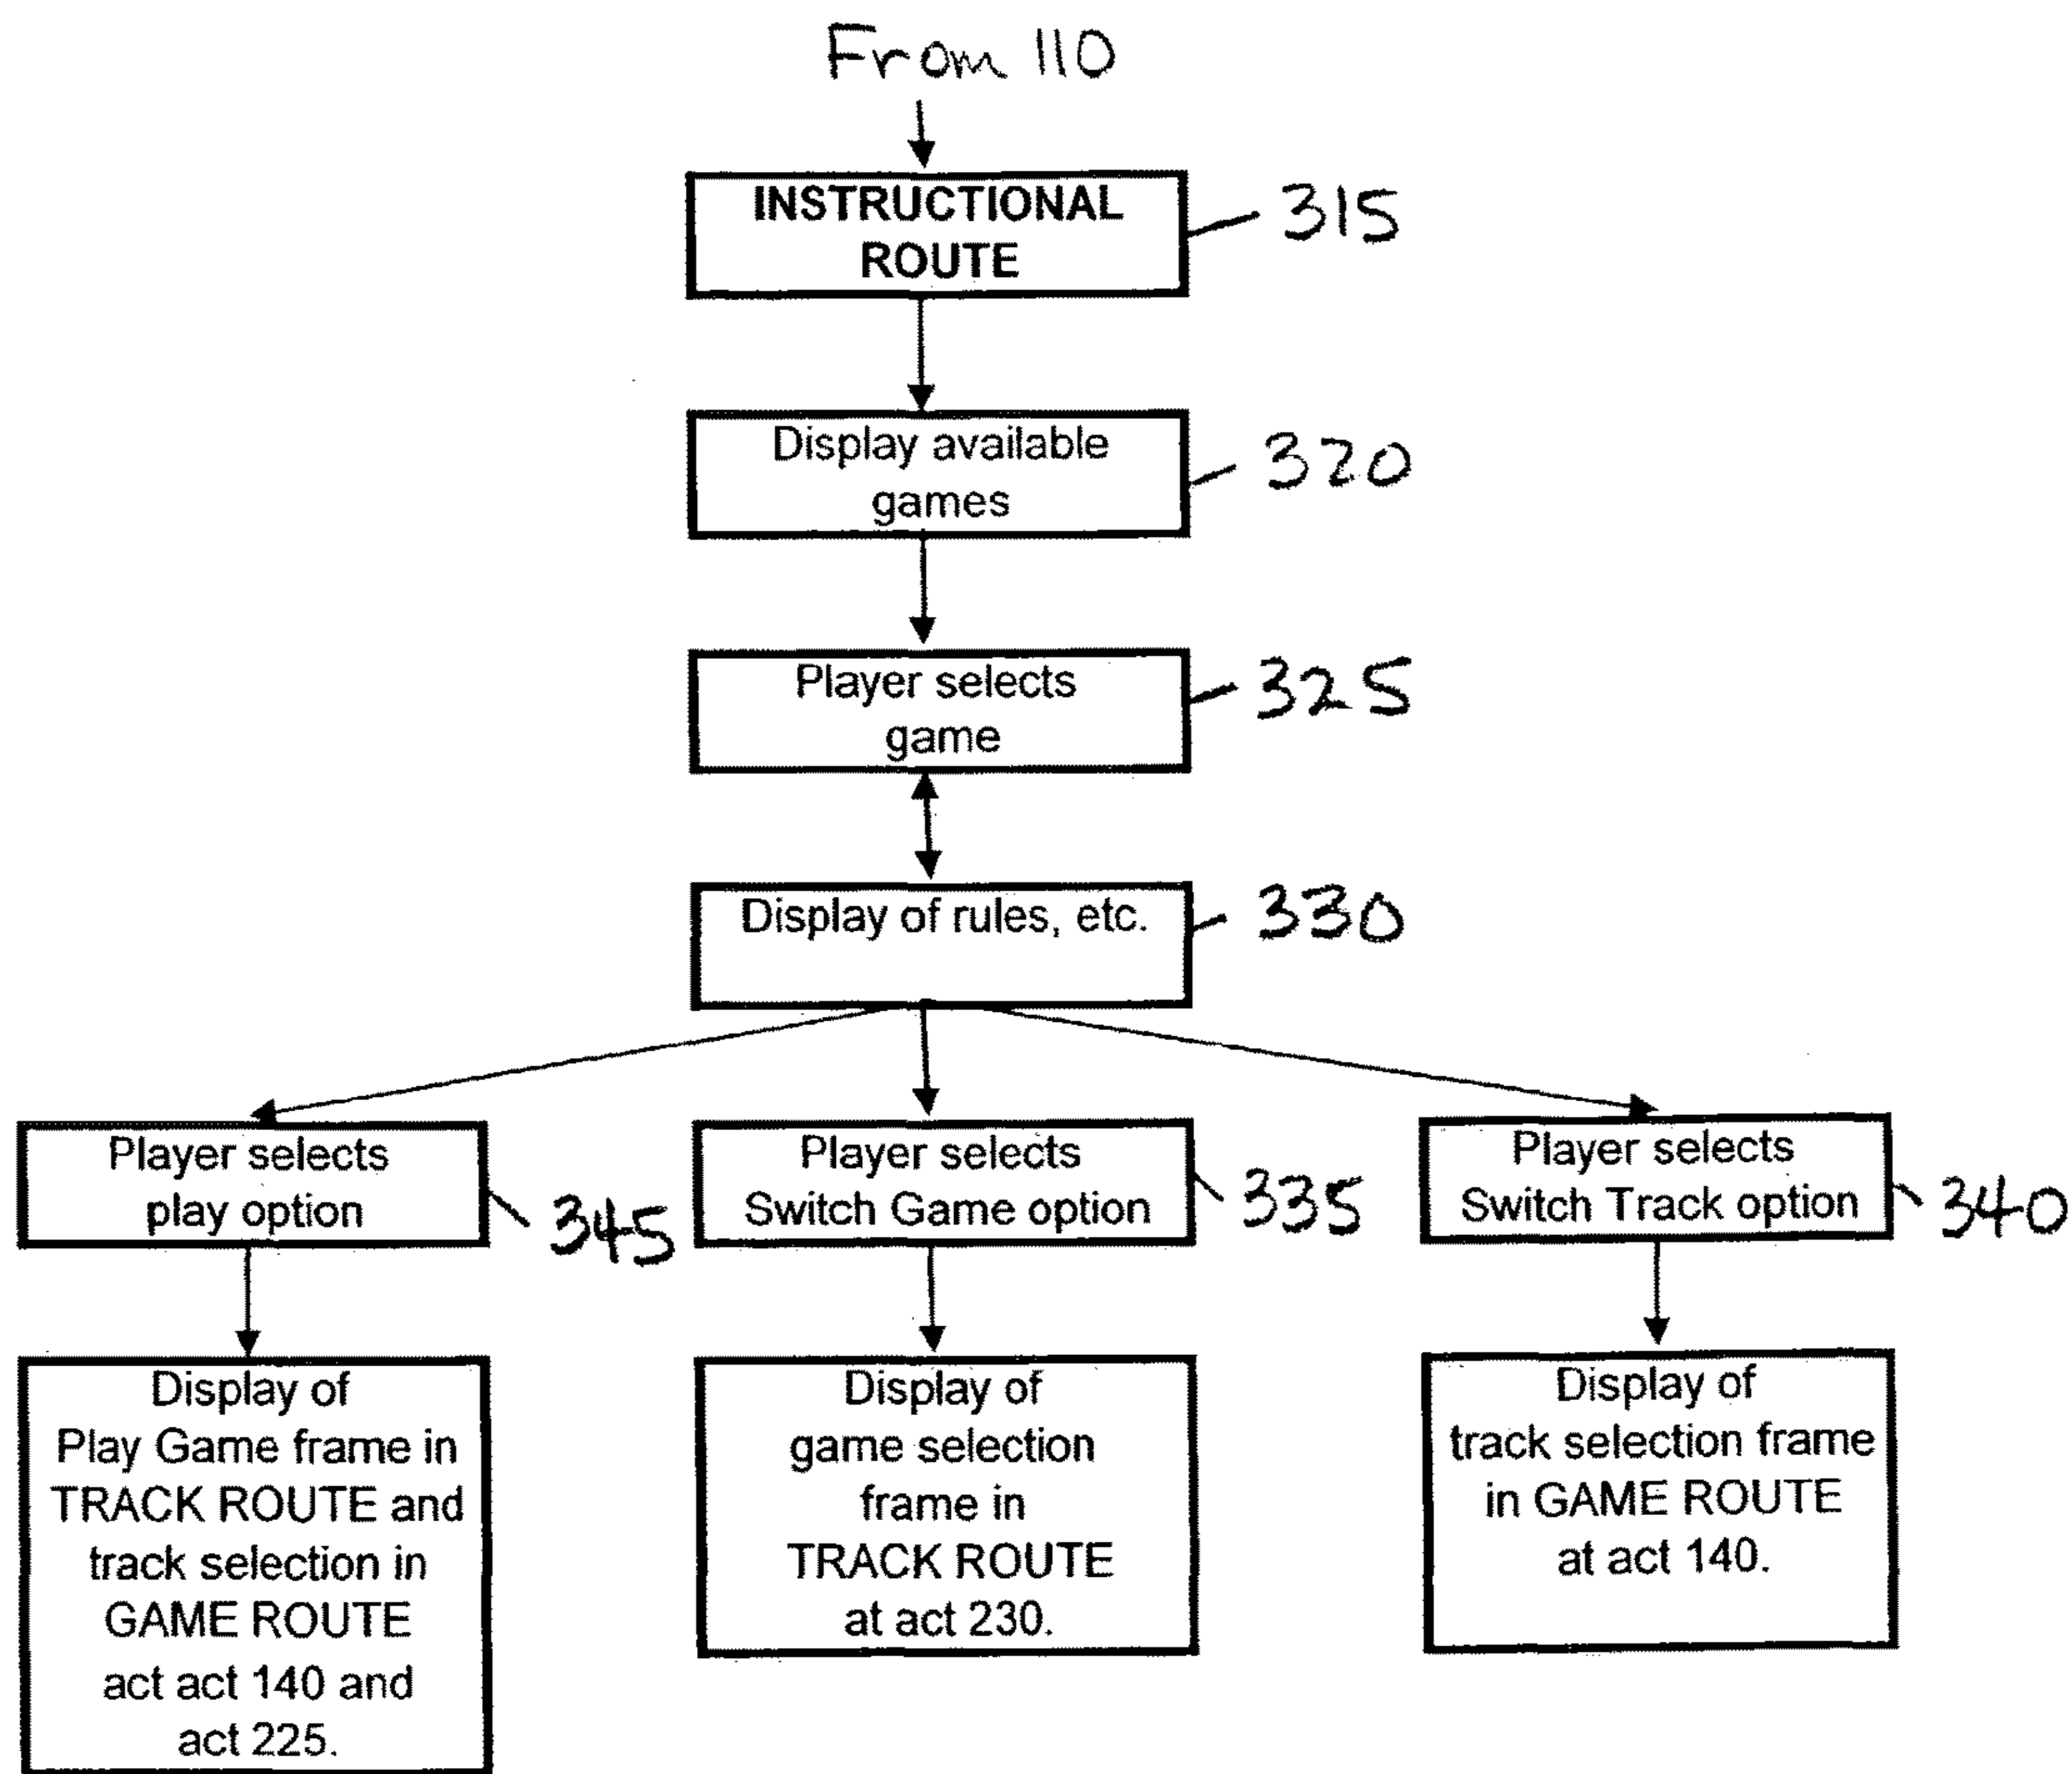 From 110
INSTRUCTIONAL
ROUTE
315
Display available
games
320
Player selects
game
325
Display of rules, etc.
330
Player selects
play option
345
Player selects
Switch Game option
335
Player selects
Switch Track option
340
Display of
Play Game frame in
TRACK ROUTE and
track selection in
GAME ROUTE
act act 140 and
act 225.
Display of
game selection
frame in
TRACK ROUTE
at act 230.
Display of
track selection frame
in GAME ROUTE
at act 140.